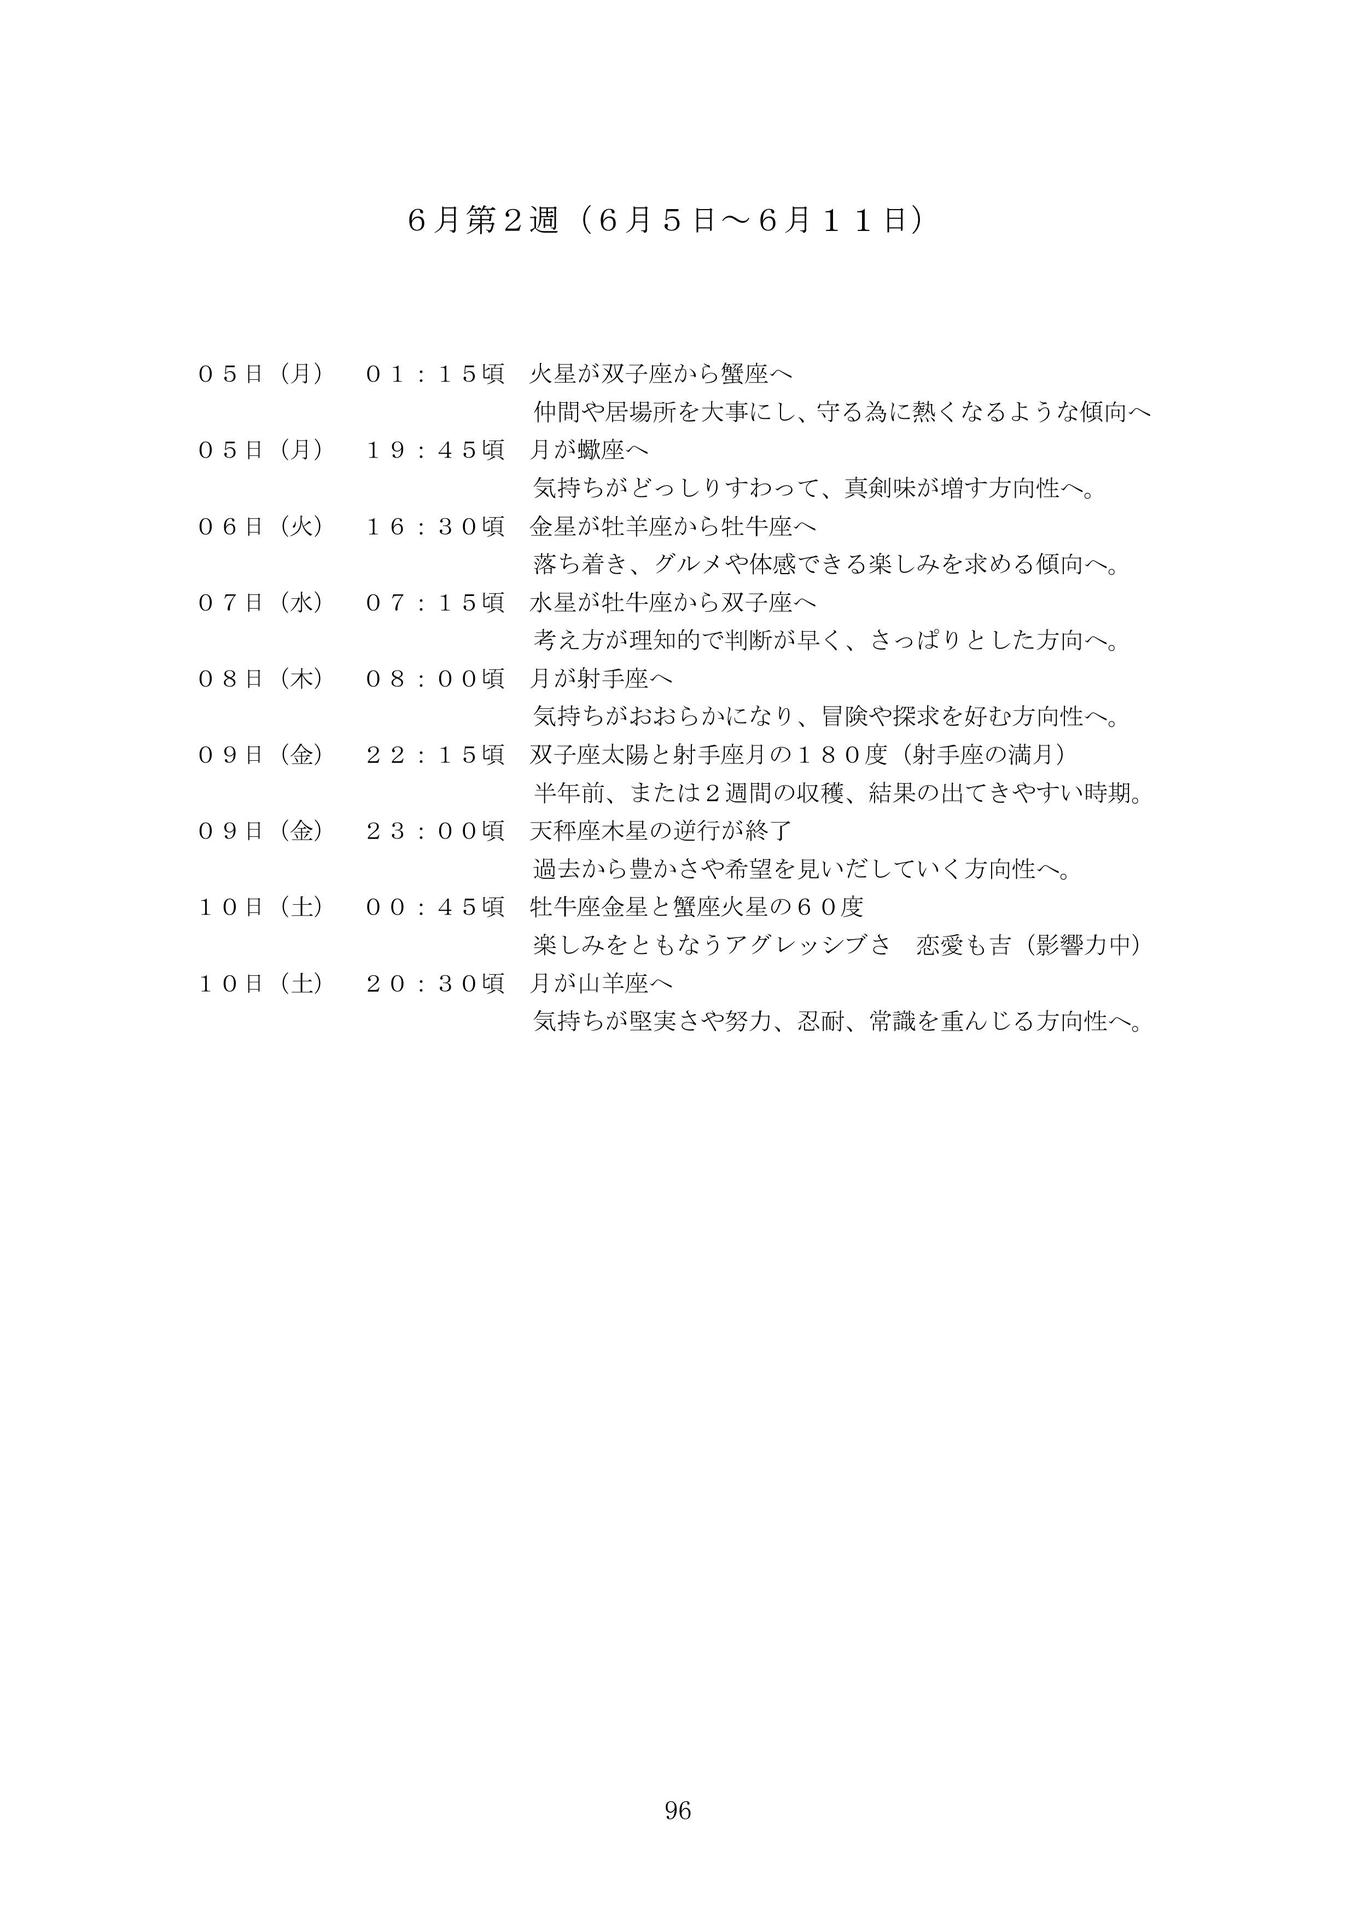 ６月第２週（６月５日～６月１１日）
０５日（月）　０１：１５頃　火星が双子座から蟹座へ
仲間や居場所を大事にし、守る為に熱くなるような傾向へ
０５日（月）　１９：４５頃　月が蠍座へ
気持ちがどっしりすわって、真剣味が増す方向性へ。
０６日（火）　１６：３０頃　金星が牡羊座から牡牛座へ
落ち着き、グルメや体感できる楽しみを求める傾向へ。
０７日（水）　０７：１５頃　水星が牡牛座から双子座へ
考え方が理知的で判断が早く、さっぱりとした方向へ。
０８日（木）　０８：００頃　月が射手座へ
気持ちがおおらかになり、冒険や探求を好む方向性へ。
０９日（金）　２２：１５頃　双子座太陽と射手座月の１８０度（射手座の満月）
半年前、または２週間の収穫、結果の出てきやすい時期。
０９日（金）　２３：００頃　天秤座木星の逆行が終了
過去から豊かさや希望を見いだしていく方向性へ。
１０日（土）　００：４５頃　牡牛座金星と蟹座火星の６０度
楽しみをともなうアグレッシブさ　恋愛も吉（影響力中）
１０日（土）　２０：３０頃　月が山羊座へ
気持ちが堅実さや努力、忍耐、常識を重んじる方向性へ。
96